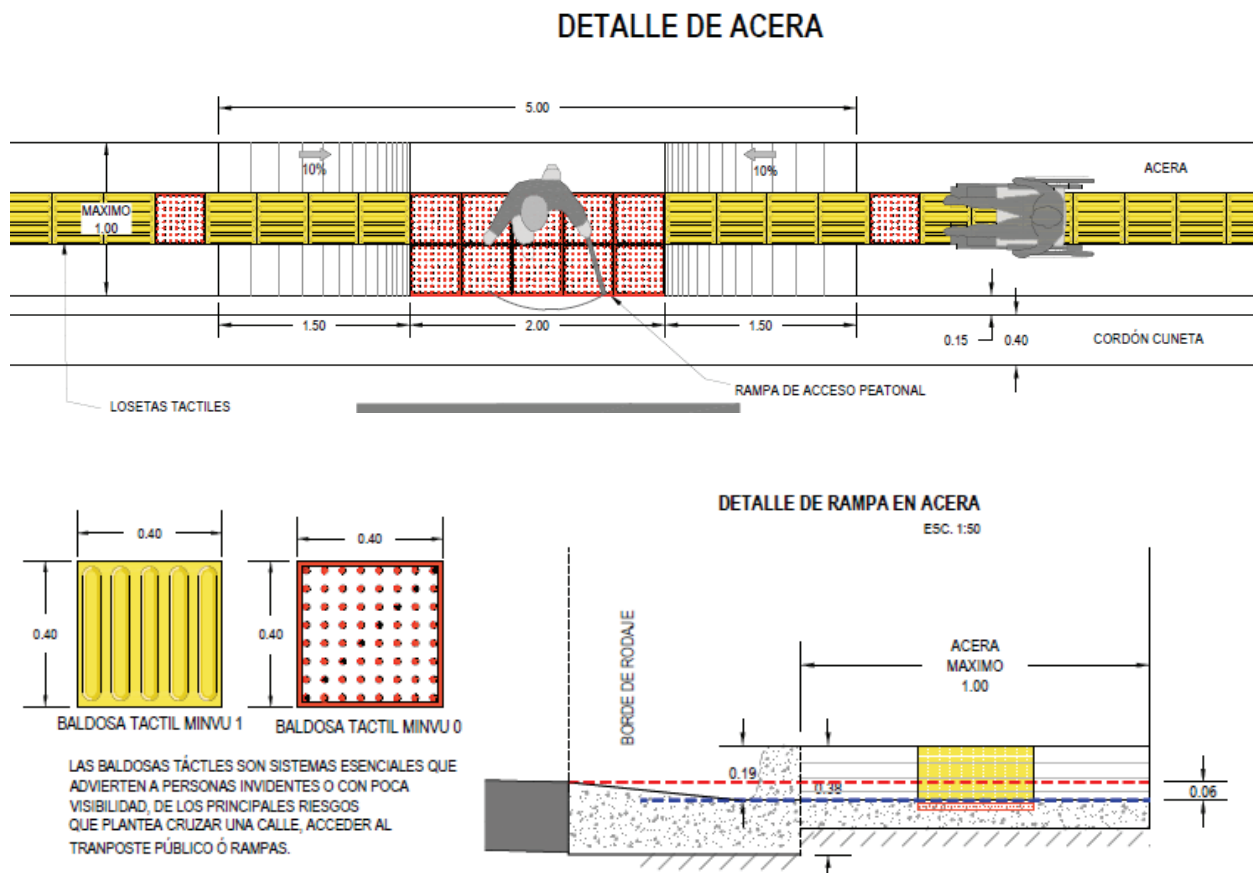 DETALLE DE ACERA
5.00
10%
10%
ACERA
MAXIMO
1.00
1.50
2.00
1.50
0.15
0.40
CORDÓN CUNETA
LOSETAS TACTILES
RAMPA DE ACCESO PEATONAL
DETALLE DE RAMPA EN ACERA
ESC. 1:50
0.40
0.40
0.40
0.40
BALDOSA TACTIL MINVU 1
BALDOSA TACTIL MINVU 0
BORDE DE RODAJE
ACERA
MAXIMO
1.00
0.19
0.38
0.06
LAS BALDOSAS TÁCTLES SON SISTEMAS ESENCIALES QUE
ADVIERTEN A PERSONAS INVIDENTES O CON POCA
VISIBILIDAD, DE LOS PRINCIPALES RIESGOS
QUE PLANTEA CRUZAR UNA CALLE, ACCEDER AL
TRANPOSTE PÚBLICO Ó RAMPAS.